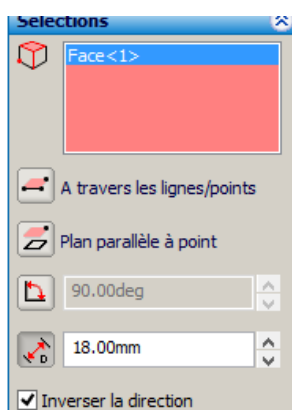 Sélections
Face<1>
A travers les lignes/points
Plan parallèle à point
90.00deg
D
18.00mm
Inverser la direction